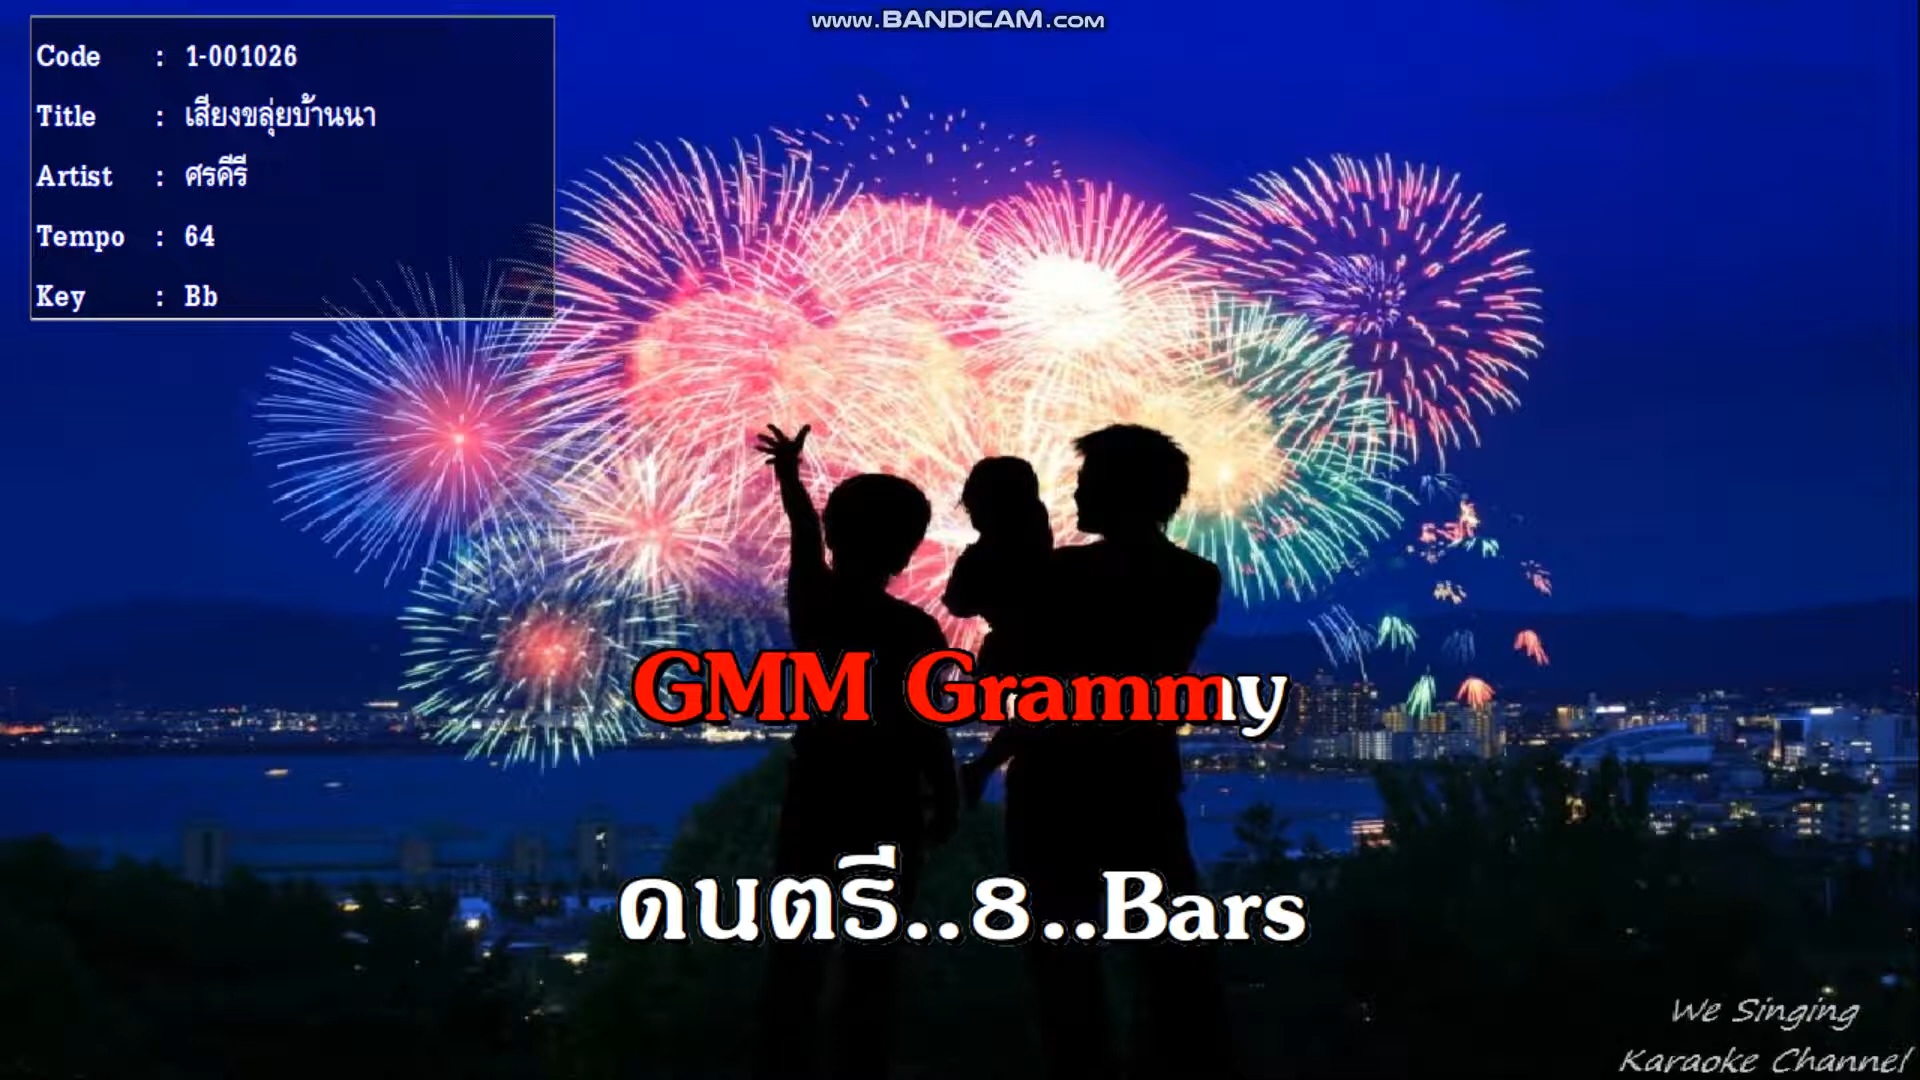 www.BANDICAM.com
Code : 1-001026
Title : เสียงขลุ่ยบ้านนา
Artist : ศรคีรี
Tempo : 64
Key : Bb
GMM Grammy
ดนตรี..8..Bars
We Singing
Karaoke Channel